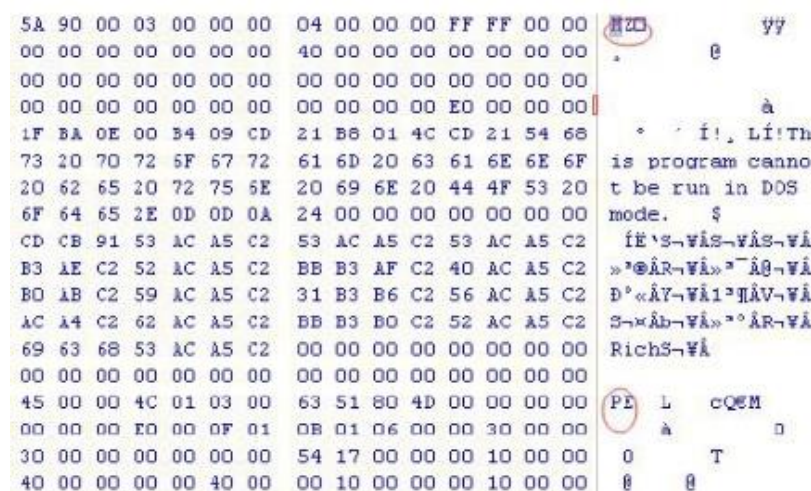 5A 90 00 03 00 00 00 04 00 00 00 FF FF 00 00 MZ ÿÿ
00 00 00 00 00 00 00 40 00 00 00 00 00 00 00 ¸ @
00 00 00 00 00 00 00 00 00 00 00 00 00 00 00
00 00 00 00 00 00 00 00 00 00 00 E0 00 00 00 à
1F BA 0E 00 B4 09 CD 21 B8 01 4C CD 21 54 68 º ´ Í!¸ LÍ!Th
73 20 70 72 6F 67 72 61 6D 20 63 61 6E 6E 6F is program canno
20 62 65 20 72 75 6E 20 69 6E 20 44 4F 53 20 t be run in DOS
6F 64 65 2E 0D 0D 0A 24 00 00 00 00 00 00 00 mode. $
CD CB 91 53 AC A5 C2 53 AC A5 C2 53 AC A5 C2 ÍË‘S¬¥ÂS¬¥ÂS¬¥Â
B3 AE C2 52 AC A5 C2 BB B3 AF C2 40 AC A5 C2 »³®ÂR¬¥Â»³¯Â@¬¥Â
B0 AB C2 59 AC A5 C2 31 B3 B6 C2 56 AC A5 C2 Ð°«ÂY¬¥Â1³¶ÂV¬¥Â
AC A4 C2 62 AC A5 C2 BB B3 B0 C2 52 AC A5 C2 S¬¤Âb¬¥Â»³°ÂR¬¥Â
69 63 68 53 AC A5 C2 00 00 00 00 00 00 00 00 RichS¬¥Â
00 00 00 00 00 00 00 00 00 00 00 00 00 00 00
45 00 00 4C 01 03 00 63 51 80 4D 00 00 00 00 PE L cQ€M
00 00 00 E0 00 0F 01 0B 01 06 00 00 30 00 00 à 0
30 00 00 00 00 00 00 54 17 00 00 00 10 00 00 0 T
40 00 00 00 00 40 00 00 10 00 00 00 10 00 00 @ @